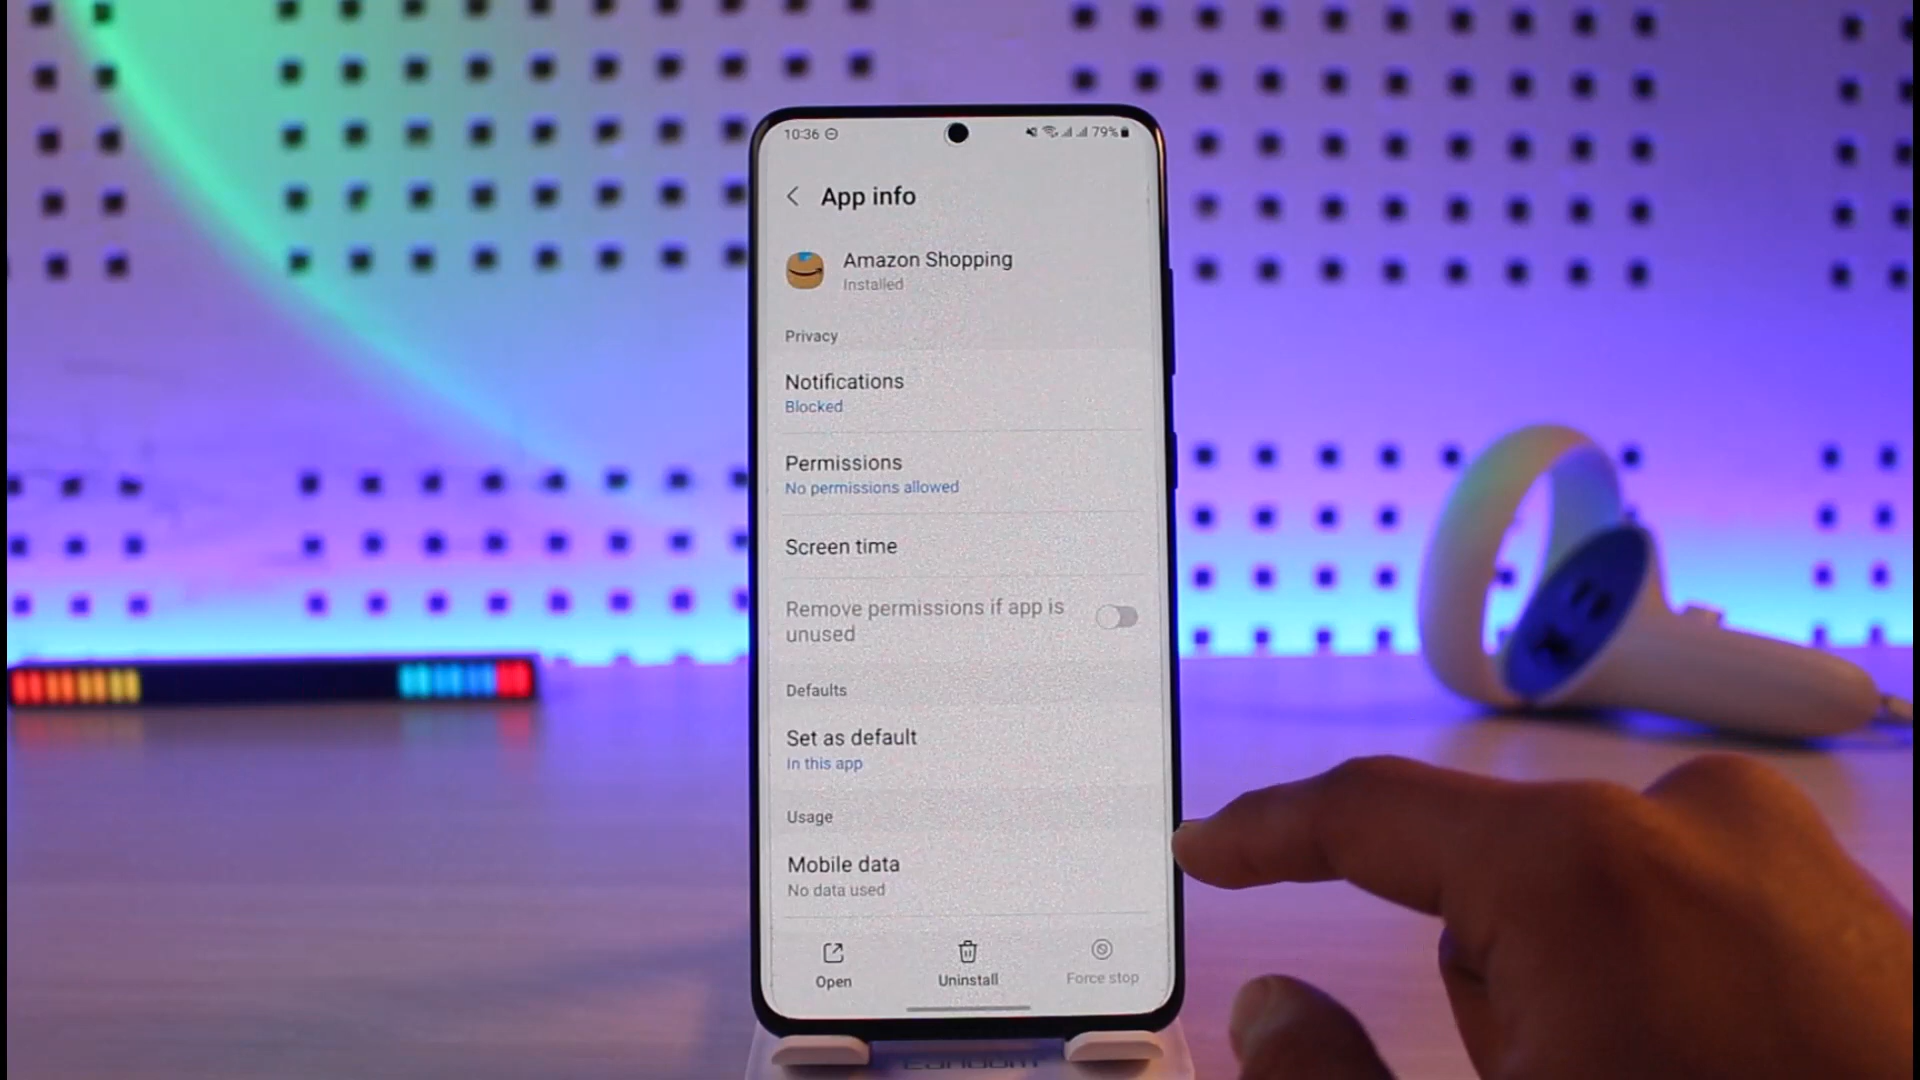 10:36
79%
App info
Amazon Shopping
Installed
Privacy
Notifications
Blocked
Permissions
No permissions allowed
Screen time
Remove permissions if app is
unused
Defaults
Set as default
In this app
Usage
Mobile data
No data used
Open
Uninstall
Force stop